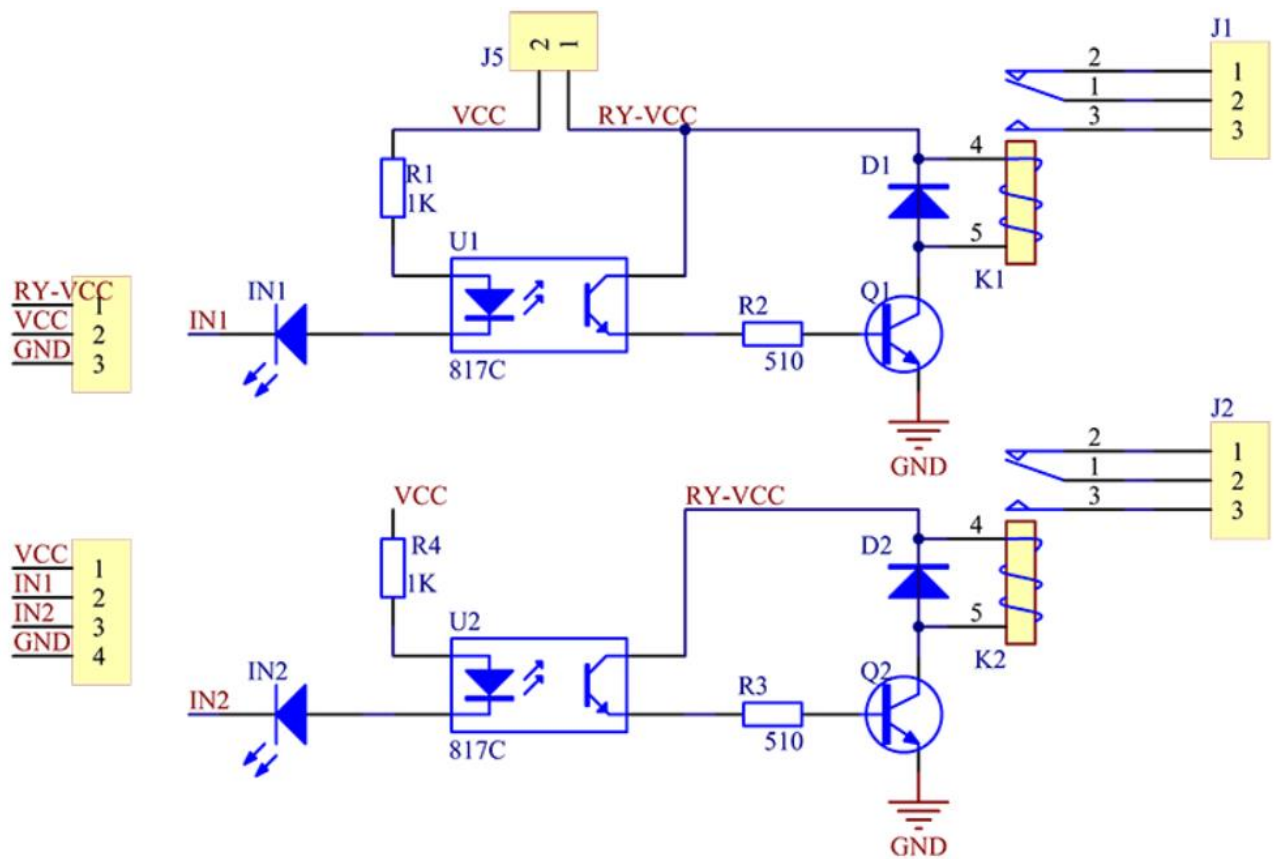 J5
2 1
VCC
RY-VCC
R1
1K
U1
817C
RY-VCC 1
VCC 2
GND 3
IN1
IN1
R2
510
Q1
D1
4
5
K1
GND
J1
2 1
1 2
3 3
VCC
R4
1K
U2
817C
VCC 1
IN1 2
IN2 3
GND 4
IN2
IN2
RY-VCC
R3
510
Q2
D2
4
5
K2
GND
J2
2 1
1 2
3 3